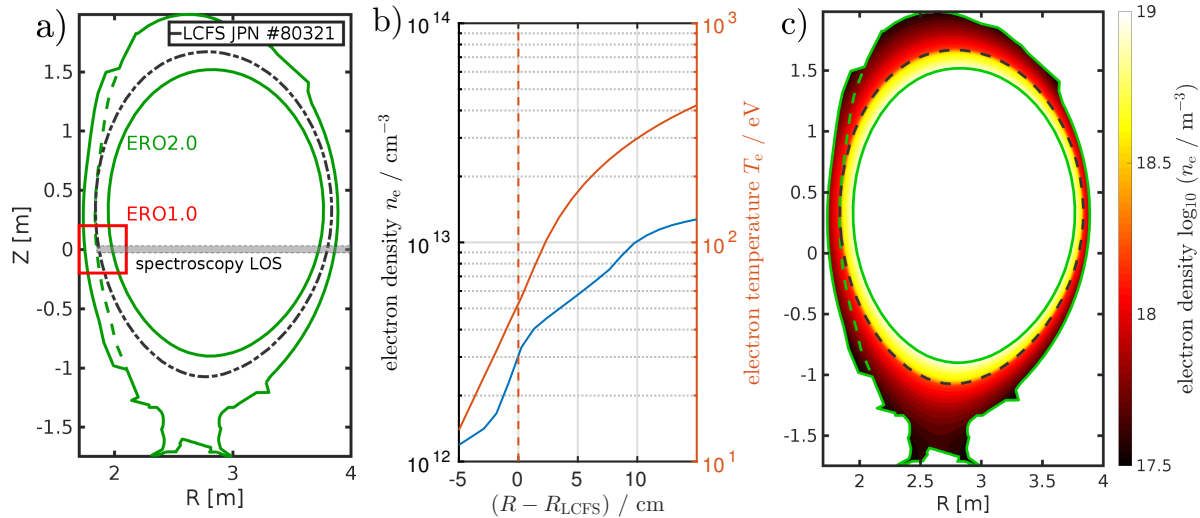 a)
LCFS JPN #80321
1.5
1
0.5
0
-0.5
-1
-1.5
Z [m]
ERO2.0
ERO1.0
spectroscopy LOS
2
3
4
R [m]
b)
10^14
10^13
10^12
electron density n_e / cm^-3
10^3
10^2
10^1
electron temperature T_e / eV
-5
0
5
10
(R − R_LCFS) / cm
c)
1.5
1
0.5
0
-0.5
-1
-1.5
2
2.5
3
3.5
4
R [m]
19
18.5
18
17.5
electron density log_10 (n_e / m^-3)